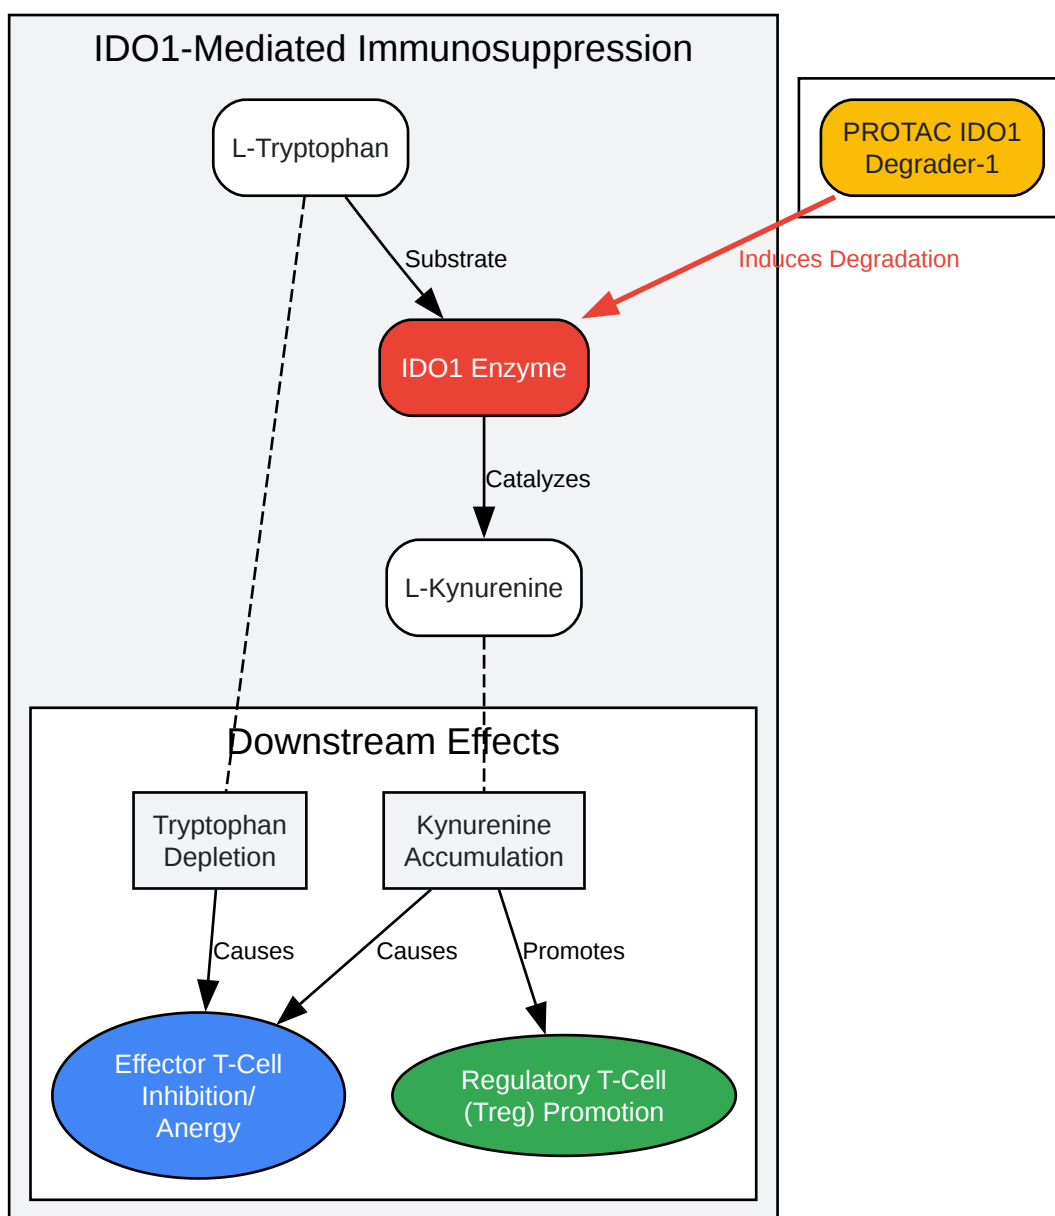 IDO1-Mediated Immunosuppression
L-Tryptophan
PROTAC IDO1
Degrader-1
Substrate
Induces Degradation
IDO1 Enzyme
Catalyzes
L-Kynurenine
Downstream Effects
Tryptophan
Depletion
Kynurenine
Accumulation
Causes
Causes
Promotes
Effector T-Cell
Inhibition/
Anergy
Regulatory T-Cell
(Treg) Promotion